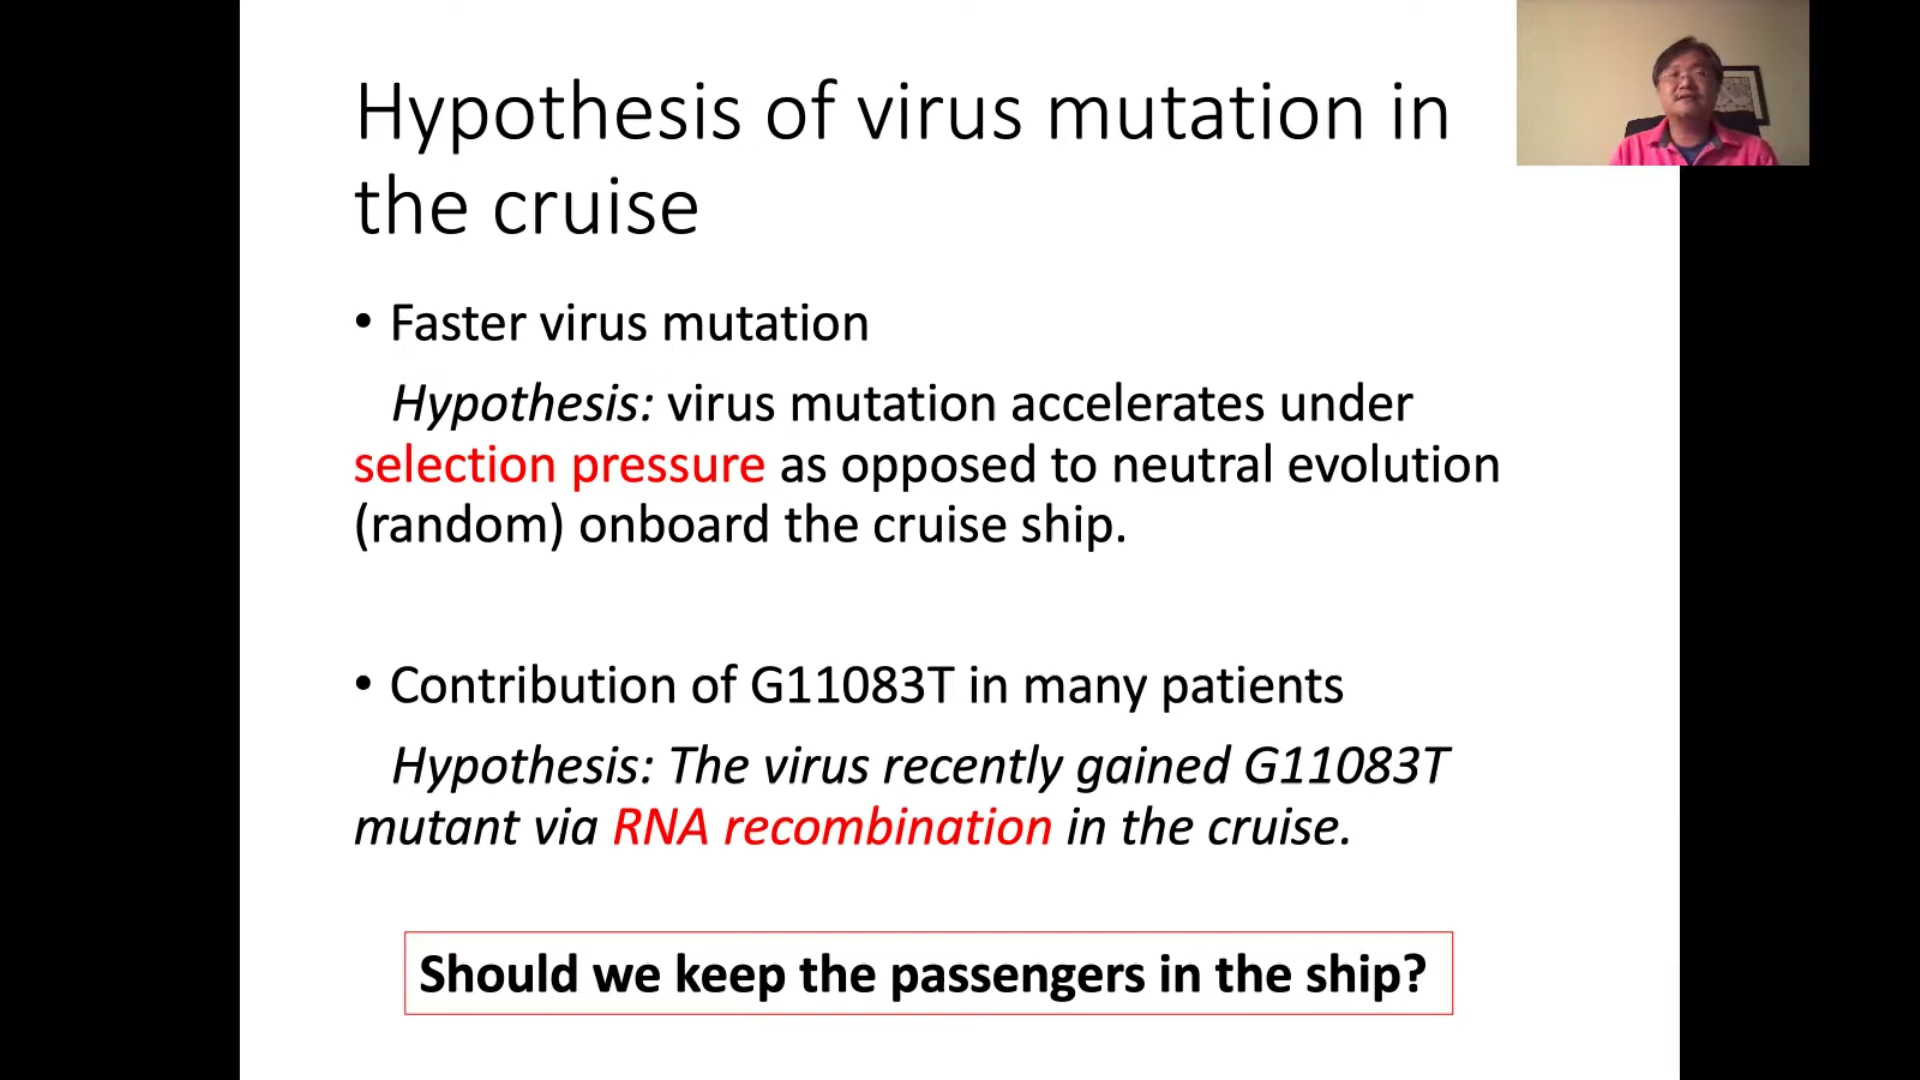 Hypothesis of virus mutation in
the cruise
• Faster virus mutation
Hypothesis: virus mutation accelerates under
selection pressure as opposed to neutral evolution
(random) onboard the cruise ship.
• Contribution of G11083T in many patients
Hypothesis: The virus recently gained G11083T
mutant via RNA recombination in the cruise.
Should we keep the passengers in the ship?